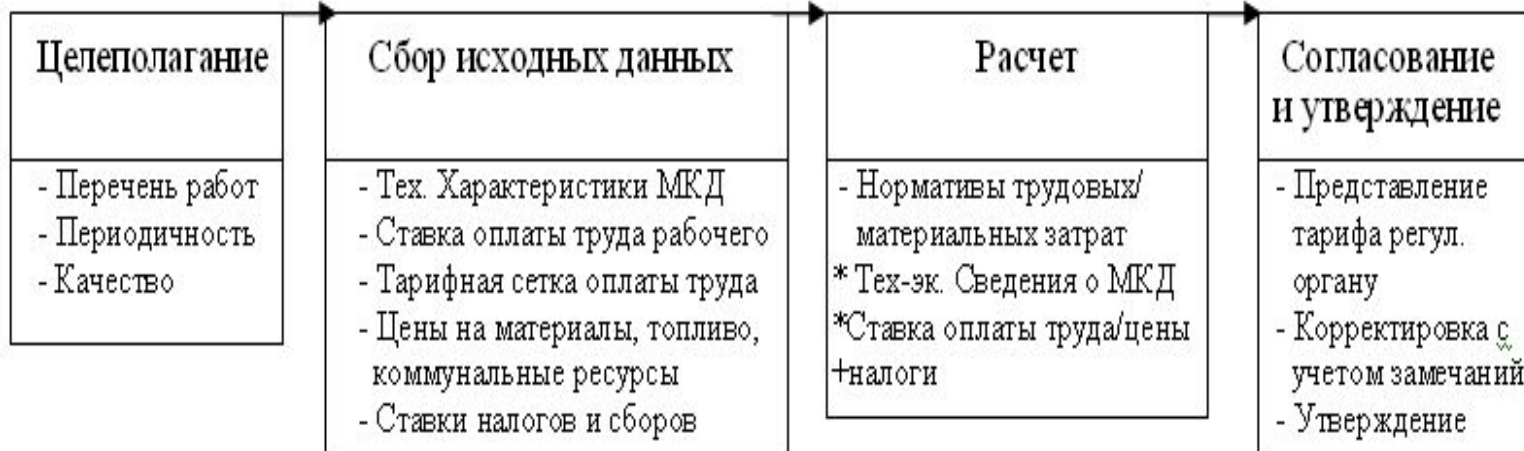 Целеполагание
- Перечень работ
- Периодичность
- Качество
Сбор исходных данных
- Тех. Характеристики МКД
- Ставка оплаты труда рабочего
- Тарифная сетка оплаты труда
- Цены на материалы, топливо,
коммунальные ресурсы
- Ставки налогов и сборов
Расчет
- Нормативы трудовых/
материальных затрат
* Тех-эк. Сведения о МКД
*Ставка оплаты труда/цены
+налоги
Согласование
и утверждение
- Представление
тарифа регул.
органу
- Корректировка с
учетом замечаний
- Утверждение